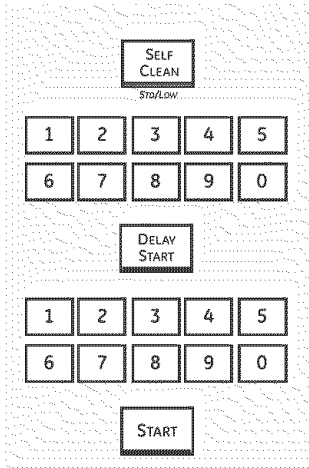 SELF
CLEAN
STD/LOW
1 2 3 4 5
6 7 8 9 0
DELAY
START
1 2 3 4 5
6 7 8 9 0
START